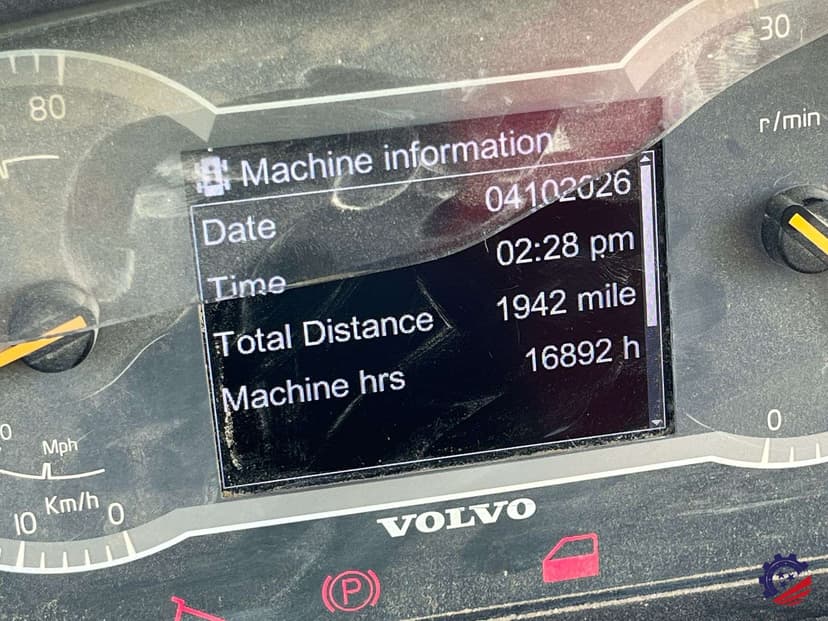 80
30
r/min
Machine information
Date 04102026
Time 02:28 pm
Total Distance 1942 mile
Machine hrs 16892 h
0
Mph
Km/h
10
0
0
VOLVO
P